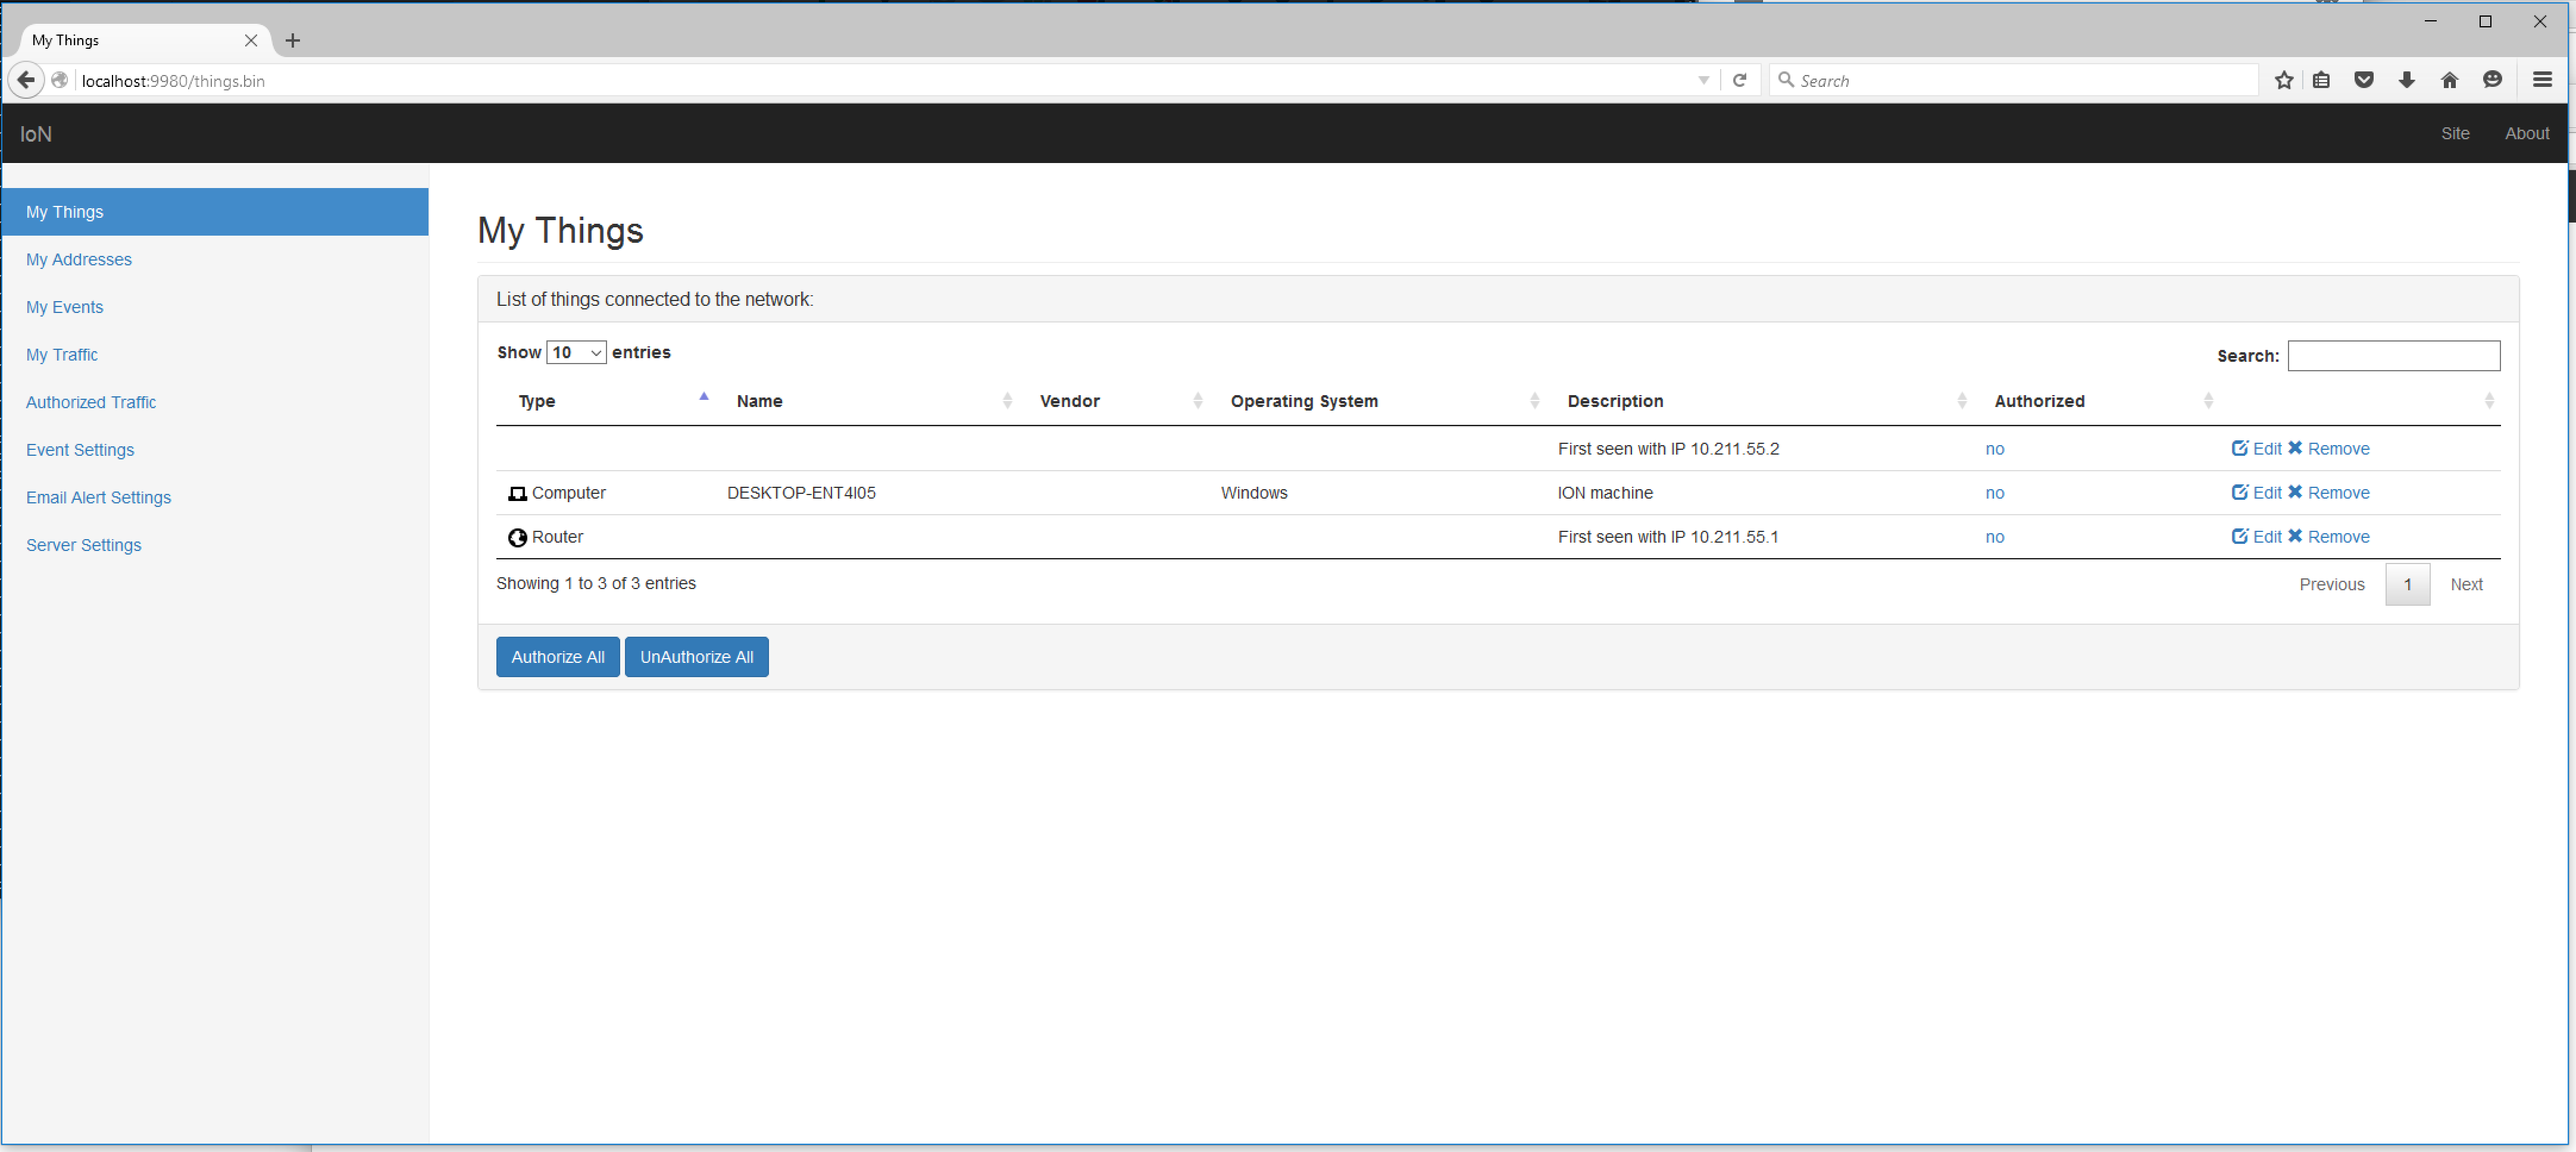 My Things
localhost:9980/things.bin
Search
IoN
Site About
My Things
My Addresses
My Events
My Traffic
Authorized Traffic
Event Settings
Email Alert Settings
Server Settings
My Things
List of things connected to the network:
Show 10 entries
Search:
Type Name Vendor Operating System Description Authorized
First seen with IP 10.211.55.2 no Edit Remove
Computer DESKTOP-ENT4I05 Windows ION machine no Edit Remove
Router First seen with IP 10.211.55.1 no Edit Remove
Showing 1 to 3 of 3 entries
Previous 1 Next
Authorize All UnAuthorize All